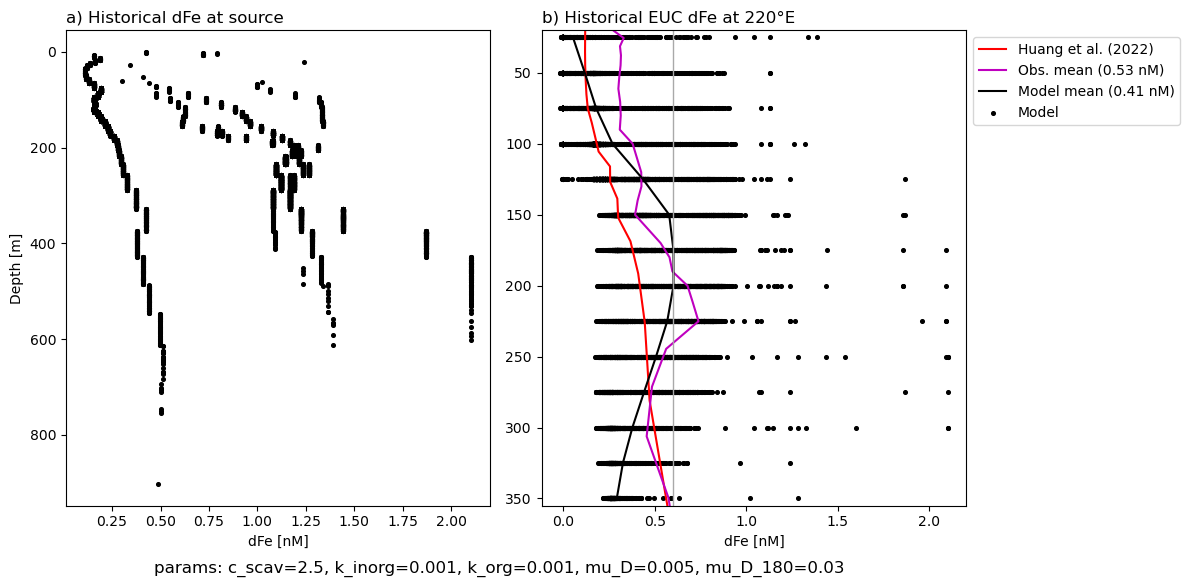 a) Historical dFe at source
b) Historical EUC dFe at 220°E
Depth [m]
0
200
400
600
800
0.25
0.50
0.75
1.00
1.25
1.50
1.75
2.00
dFe [nM]
50
100
150
200
250
300
350
0.0
0.5
1.0
1.5
2.0
dFe [nM]
Huang et al. (2022)
Obs. mean (0.53 nM)
Model mean (0.41 nM)
Model
params: c_scav=2.5, k_inorg=0.001, k_org=0.001, mu_D=0.005, mu_D_180=0.03